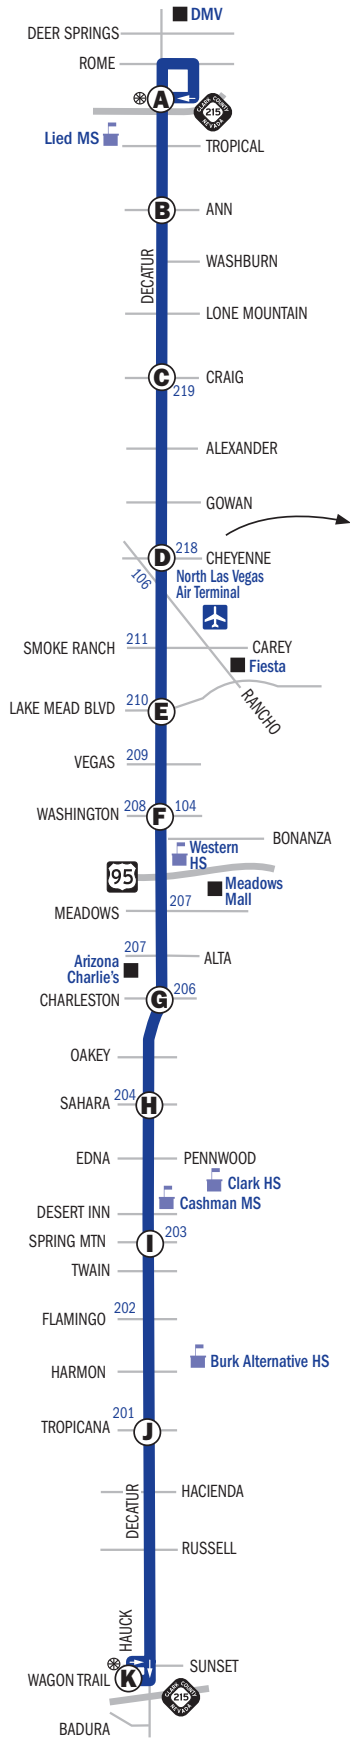 DMV
DEER SPRINGS
ROME
A
CLARK COUNTY
215
NEVADA
Lied MS
TROPICAL
B
ANN
DECATUR
WASHBURN
LONE MOUNTAIN
C
CRAIG
219
ALEXANDER
GOWAN
D
218
CHEYENNE
106
North Las Vegas
Air Terminal
211
SMOKE RANCH
CAREY
Fiesta
RANCHO
210
LAKE MEAD BLVD
E
209
VEGAS
208
104
WASHINGTON
F
BONANZA
Western
HS
95
Meadows
Mall
207
MEADOWS
207
ALTA
Arizona
Charlie's
206
CHARLESTON
G
OAKEY
204
SAHARA
H
EDNA
PENNWOOD
Clark HS
Cashman MS
DESERT INN
203
SPRING MTN
I
TWAIN
202
FLAMINGO
Burk Alternative HS
HARMON
201
TROPICANA
J
DECATUR
HACIENDA
RUSSELL
HAUCK
SUNSET
WAGON TRAIL
K
CLARK COUNTY
215
NEVADA
BADURA